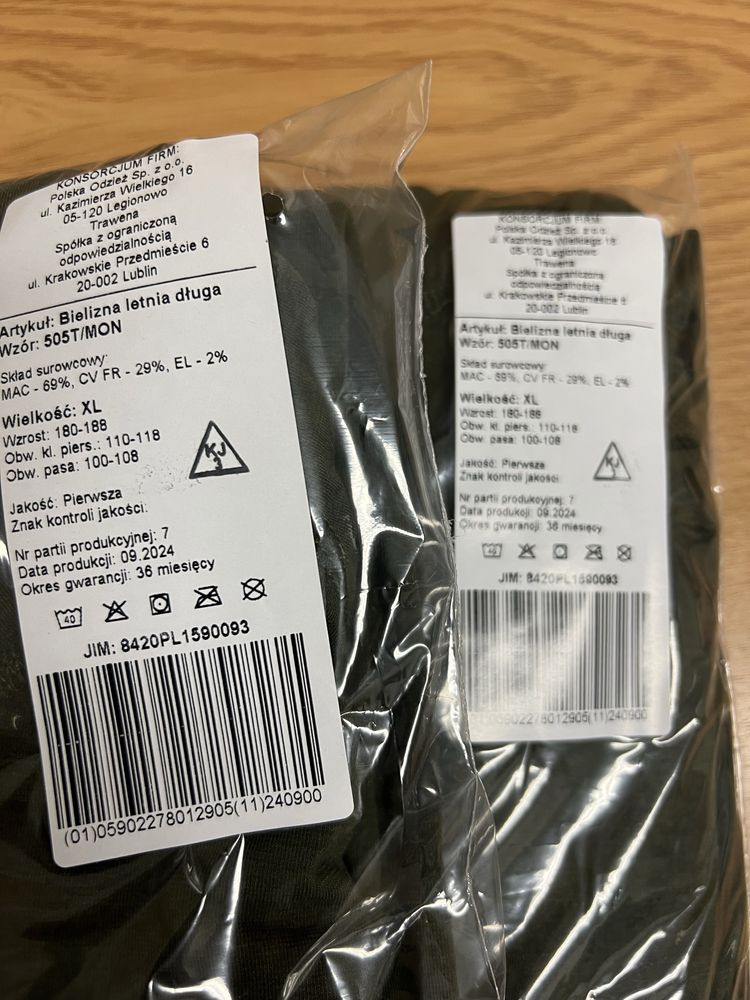 KONSORCJUM FIRM:
Polska Odzież Sp. z o.o.
ul. Kazimierza Wielkiego 16
05-120 Legionowo
Trawena
Spółka z ograniczoną
odpowiedzialnością
ul. Krakowskie Przedmieście 6
20-002 Lublin
Artykuł: Bielizna letnia długa
Wzór: 505T/MON
Skład surowcowy:
MAC - 69%, CV FR - 29%, EL - 2%
Wielkość: XL
Wzrost: 180-188
Obw. kl. piers.: 110-118
Obw. pasa: 100-108
KJ
3
Jakość: Pierwsza
Znak kontroli jakości:
Nr partii produkcyjnej: 7
Data produkcji: 09.2024
Okres gwarancji: 36 miesięcy
40
JIM: 8420PL1590093
(01)05902278012905(11)240900
KONSORCJUM FIRM:
Polska Odzież Sp. z o.o.
ul. Kazimierza Wielkiego 16
05-120 Legionowo
Trawena
Spółka z ograniczoną
odpowiedzialnością
ul. Krakowskie Przedmieście 6
20-002 Lublin
Artykuł: Bielizna letnia długa
Wzór: 505T/MON
Skład surowcowy:
MAC - 69%, CV FR - 29%, EL - 2%
Wielkość: XL
Wzrost: 180-188
Obw. kl. piers.: 110-118
Obw. pasa: 100-108
KJ
3
Jakość: Pierwsza
Znak kontroli jakości:
Nr partii produkcyjnej: 7
Data produkcji: 09.2024
Okres gwarancji: 36 miesięcy
40
JIM: 8420PL1590093
05902278012905(11)240900